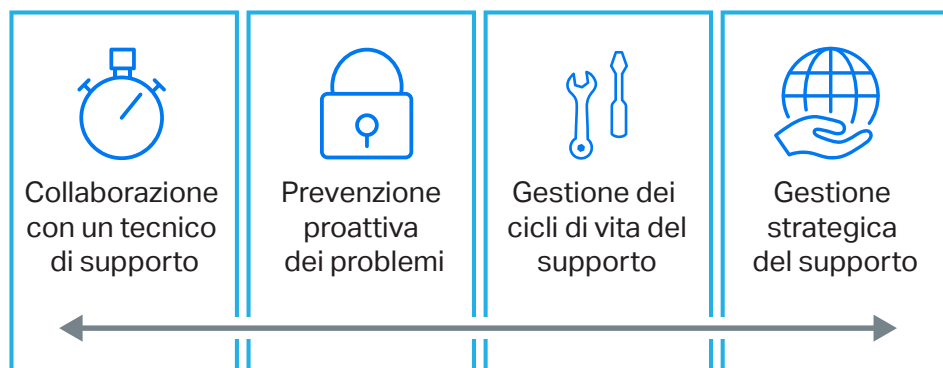 Collaborazione
con un tecnico
di supporto
Prevenzione
proattiva
dei problemi
Gestione dei
cicli di vita del
supporto
Gestione
strategica
del supporto